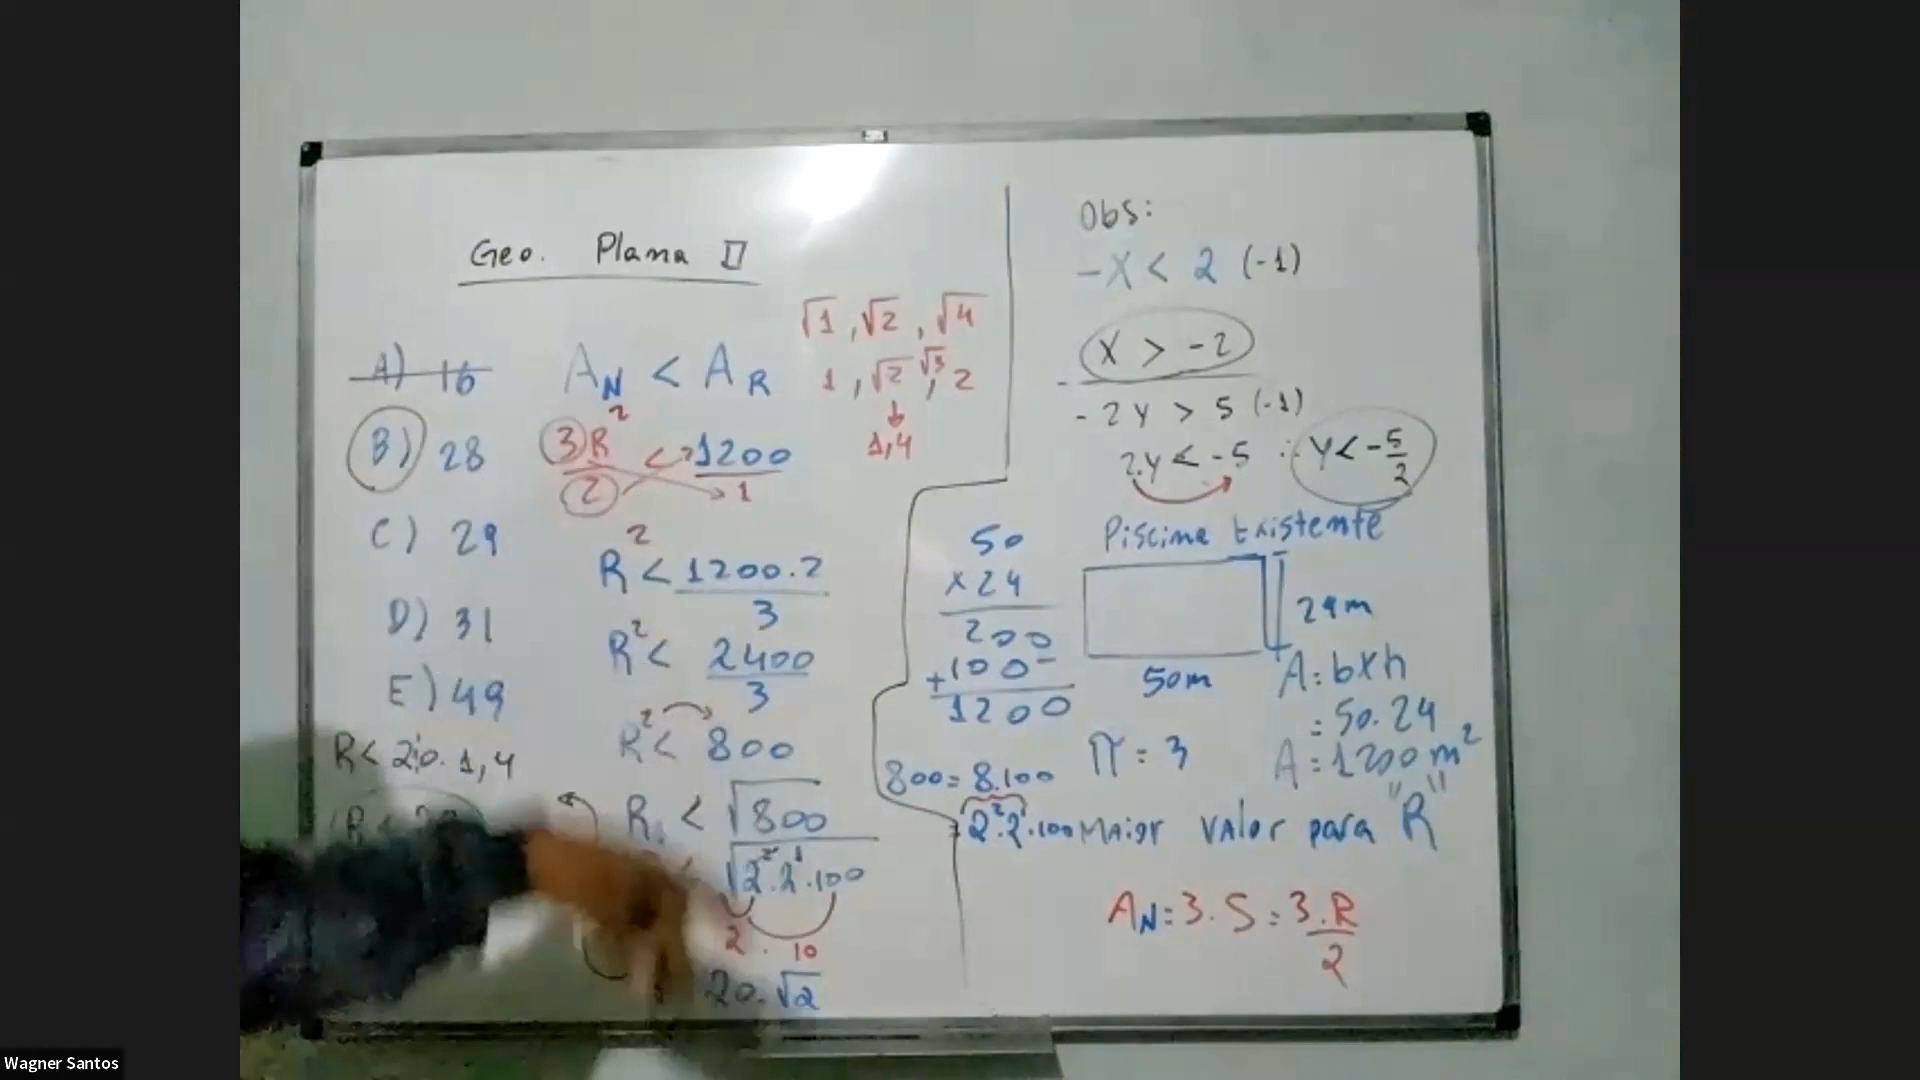 Geo. Plana II
√1 , √2 , √4
1 , √2 , √3 , 2
1,4
A) 16
B) 28
C) 29
D) 31
E) 49
A_N < A_R
3R²/2 < 1200/1
R² < 1200.2/3
R² < 2400/3
R² < 800
R < √800
√2².2¹.100
2 . 10
20.√2
R < 20. 1,4
Obs:
-X < 2 (-1)
X > -2
-2Y > 5 (-1)
2.Y < -5 ∴ Y < -5/2
50
x24
200
+100-
1200
Piscina Existente
24m
50m
A = bxh
= 50.24
A = 1200m²
π = 3
800 = 8.100
= 2².2¹.100
Maior valor para "R"
A_N = 3.S = 3.R/2
Wagner Santos